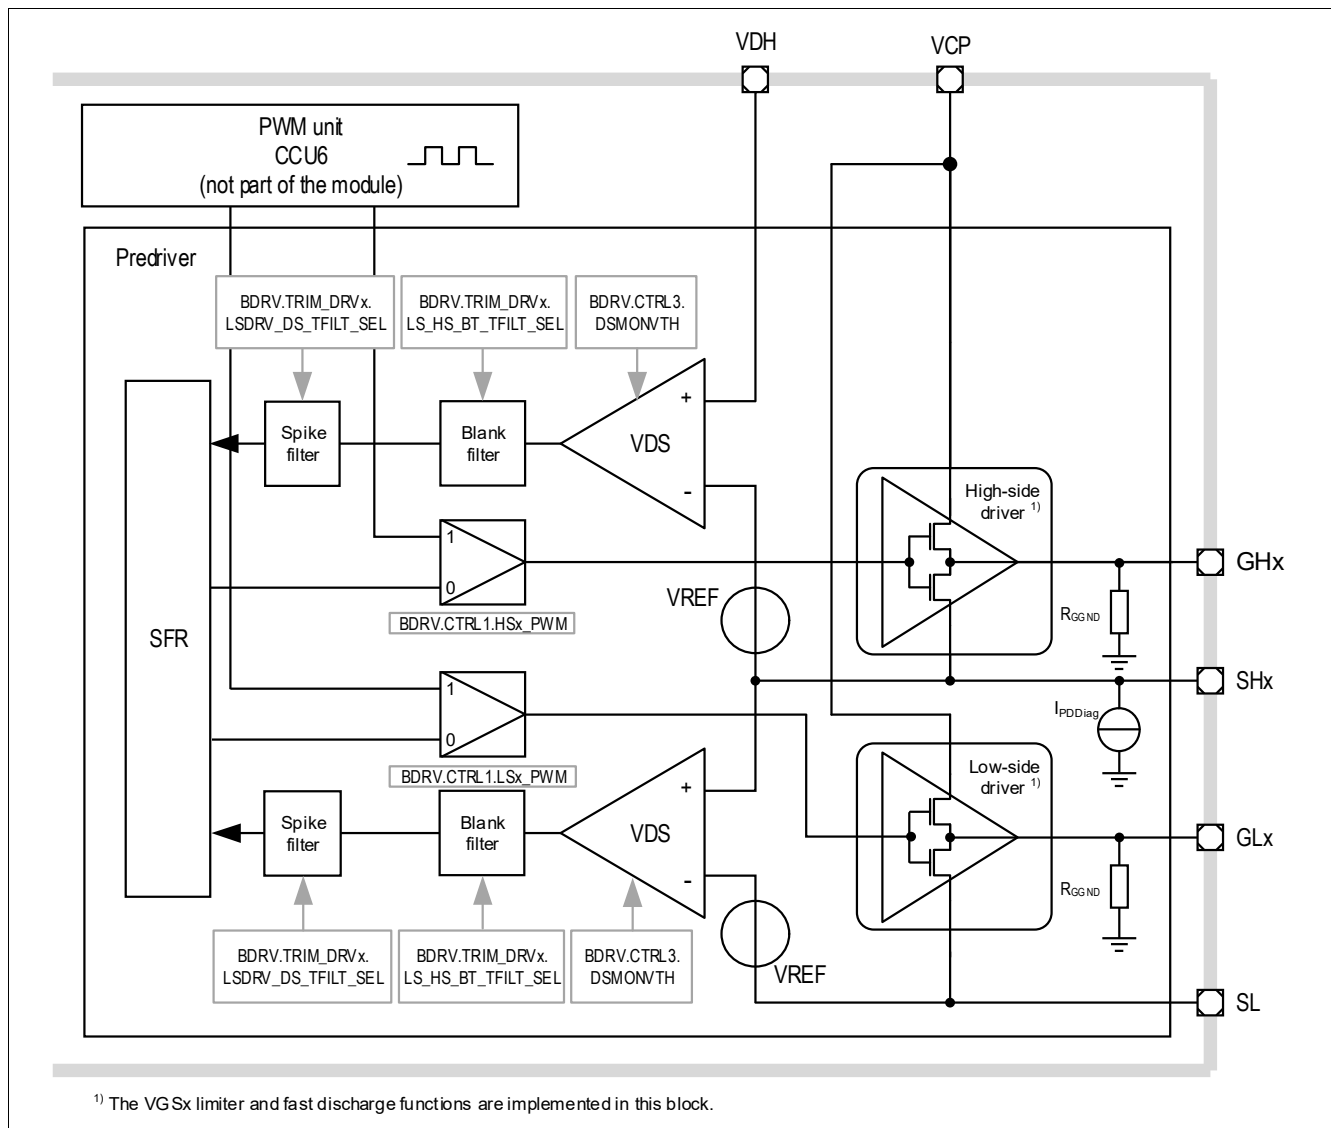 VDH
VCP
PWM unit
CCU6
(not part of the module)
Predriver
BDRV.TRIM_DRVx.
LSDRV_DS_TFILT_SEL
BDRV.TRIM_DRVx.
LS_HS_BT_TFILT_SEL
BDRV.CTRL3.
DSMONVTH
+
VDS
-
Spike
filter
Blank
filter
High-side
driver 1)
1
0
BDRV.CTRL1.HSx_PWM
VREF
GHx
RGGND
SFR
SHx
1
0
BDRV.CTRL1.LSx_PWM
IPDDiag
Low-side
driver 1)
+
VDS
-
Spike
filter
Blank
filter
GLx
RGGND
BDRV.TRIM_DRVx.
LSDRV_DS_TFILT_SEL
BDRV.TRIM_DRVx.
LS_HS_BT_TFILT_SEL
BDRV.CTRL3.
DSMONVTH
VREF
SL
1) The VGSx limiter and fast discharge functions are implemented in this block.